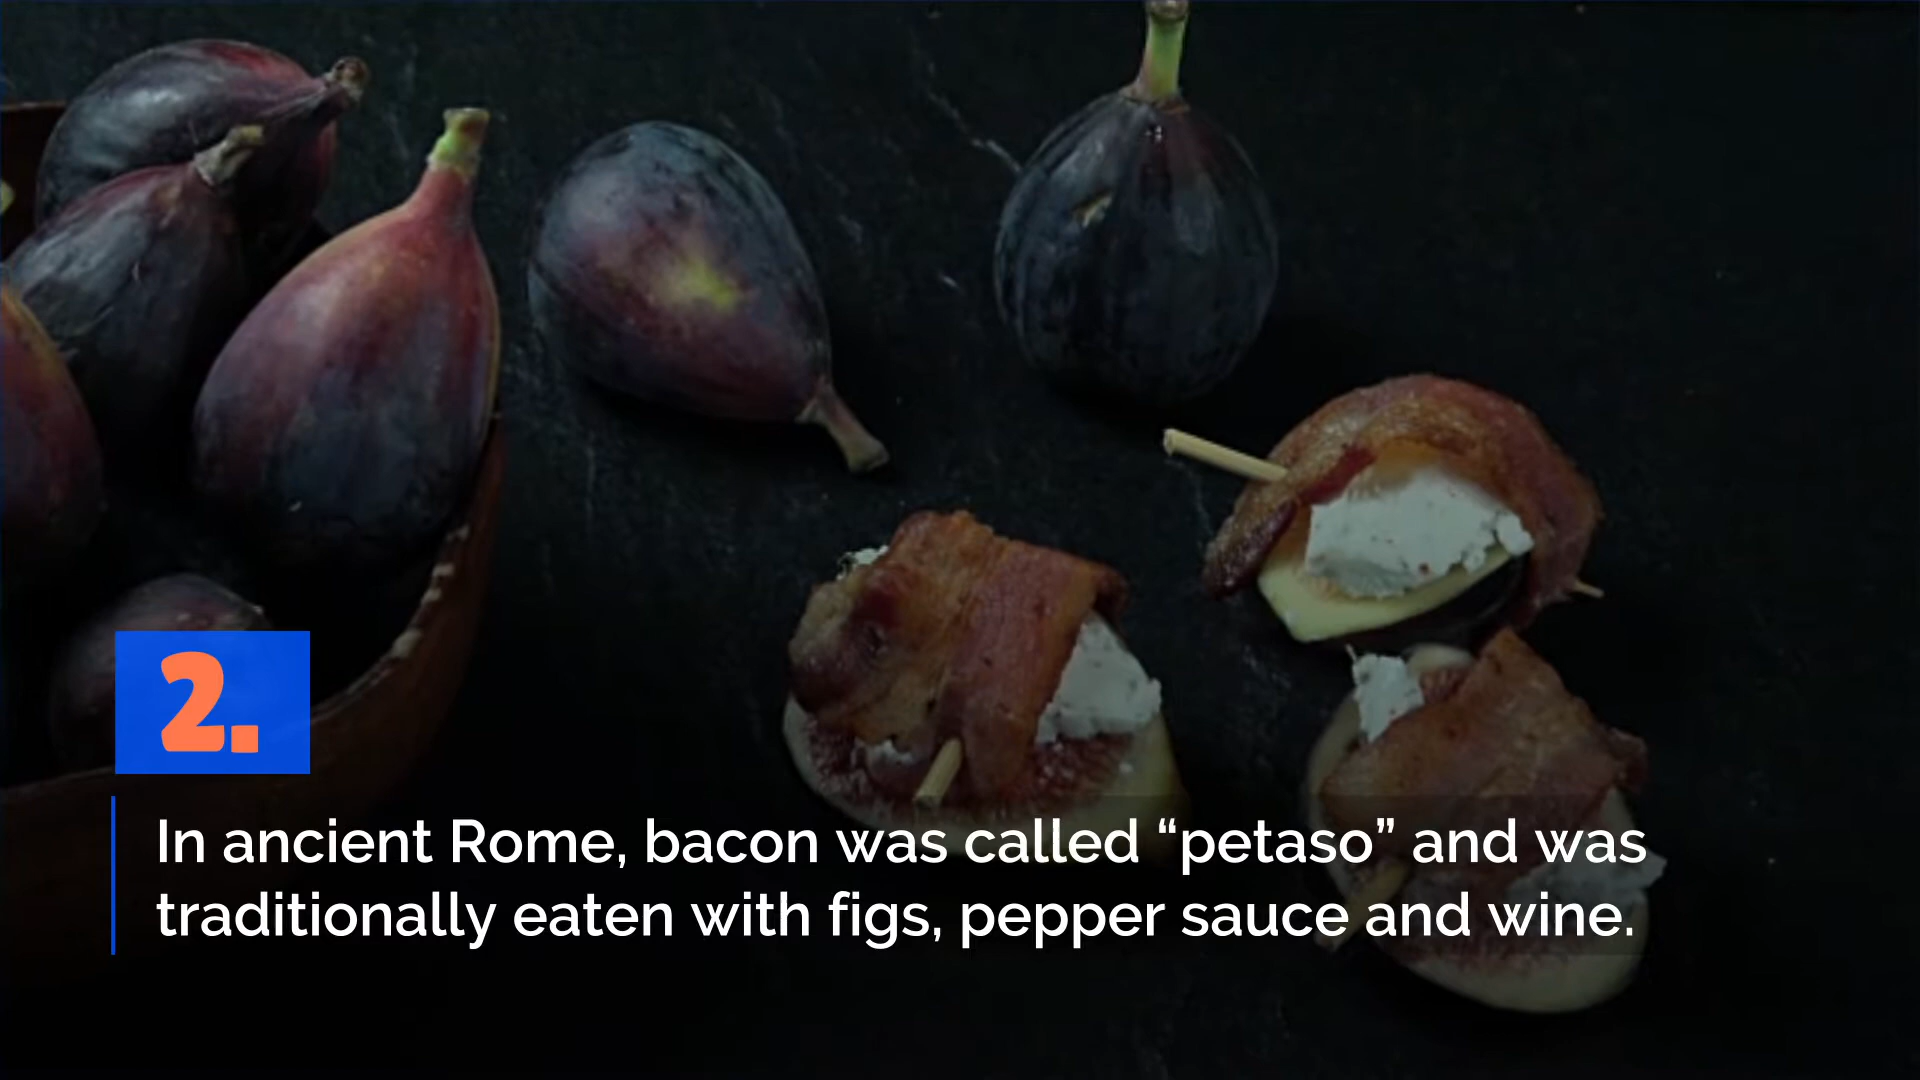 2.
In ancient Rome, bacon was called “petaso” and was
traditionally eaten with figs, pepper sauce and wine.